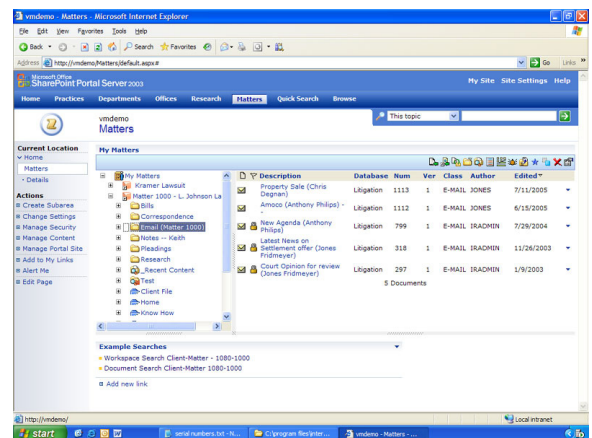 vmdemo - Matters - Microsoft Internet Explorer
File Edit View Favorites Tools Help
Back Search Favorites
Address http://vmdemo/Matters/default.aspx# Go Links »
Microsoft Office
SharePoint Portal Server 2003
My Site Site Settings Help
Home Practices Departments Offices Research Matters Quick Search Browse
vmdemo
Matters
This topic
Current Location
Home
Matters
- Details
Actions
Create Subarea
Change Settings
Manage Security
Manage Content
Manage Portal Site
Add to My Links
Alert Me
Edit Page
My Matters
My Matters
Kramer Lawsuit
Matter 1000 - L. Johnson La
Bills
Correspondence
Email (Matter 1000)
Notes -- Keith
Pleadings
Research
_Recent Content
Test
Client File
Home
Know How
Description Database Num Ver Class Author Edited
Property Sale (Chris Degnan) Litigation 1113 1 E-MAIL JONES 7/11/2005
Amoco (Anthony Philips) - - Litigation 1112 1 E-MAIL JONES 6/15/2005
New Agenda (Anthony Philips) Litigation 799 1 E-MAIL IRADMIN 7/29/2004
Latest News on Settlement offer (Jones Fridmeyer) Litigation 318 1 E-MAIL IRADMIN 11/26/2003
Court Opinion for review (Jones Fridmeyer) Litigation 297 1 E-MAIL IRADMIN 1/9/2003
5 Documents
Example Searches
Workspace Search Client-Matter - 1080-1000
Document Search Client-Matter 1080-1000
Add new link
http://vmdemo/ Local intranet
start serial numbers.txt - N... C:\program files\inter... vmdemo - Matters - ...